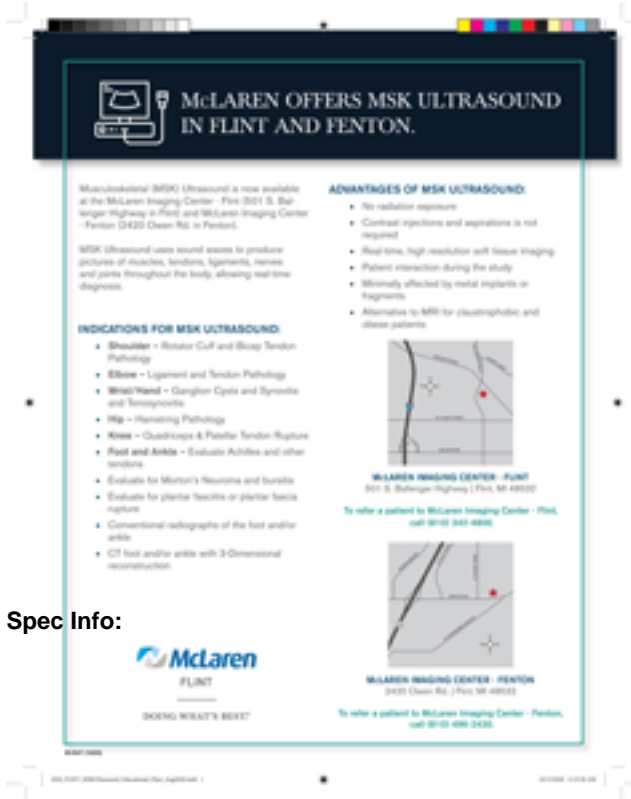 McLAREN OFFERS MSK ULTRASOUND
IN FLINT AND FENTON.
Musculoskeletal (MSK) Ultrasound is now available
at the McLaren Imaging Center - Flint (501 S. Bal-
lenger Highway in Flint) and McLaren Imaging Center
- Fenton (2420 Owen Rd. in Fenton).
MSK Ultrasound uses sound waves to produce
pictures of muscles, tendons, ligaments, nerves
and joints throughout the body, allowing real-time
diagnosis.
INDICATIONS FOR MSK ULTRASOUND:
• Shoulder – Rotator Cuff and Bicep Tendon
Pathology
• Elbow – Ligament and Tendon Pathology
• Wrist/Hand – Ganglion Cysts and Synovitis
and Tenosynovitis
• Hip – Hamstring Pathology
• Knee – Quadriceps & Patellar Tendon Rupture
• Foot and Ankle – Evaluate Achilles and other
tendons
• Evaluate for Morton's Neuroma and bursitis
• Evaluate for plantar fasciitis or plantar fascia
rupture
• Conventional radiographs of the foot and/or
ankle
• CT foot and/or ankle with 3-Dimensional
reconstruction
Spec Info:
McLaren
FLINT
DOING WHAT'S BEST.
ADVANTAGES OF MSK ULTRASOUND:
• No radiation exposure
• Contrast injections and aspirations is not
required
• Real-time, high resolution soft tissue imaging
• Patient interaction during the study
• Minimally affected by metal implants or
fragments
• Alternative to MRI for claustrophobic and
obese patients
McLAREN IMAGING CENTER - FLINT
501 S. Ballenger Highway | Flint, MI 48532
To refer a patient to McLaren Imaging Center - Flint,
call (810) 342-4800.
McLAREN IMAGING CENTER - FENTON
2420 Owen Rd. | Flint, MI 48532
To refer a patient to McLaren Imaging Center - Fenton,
call